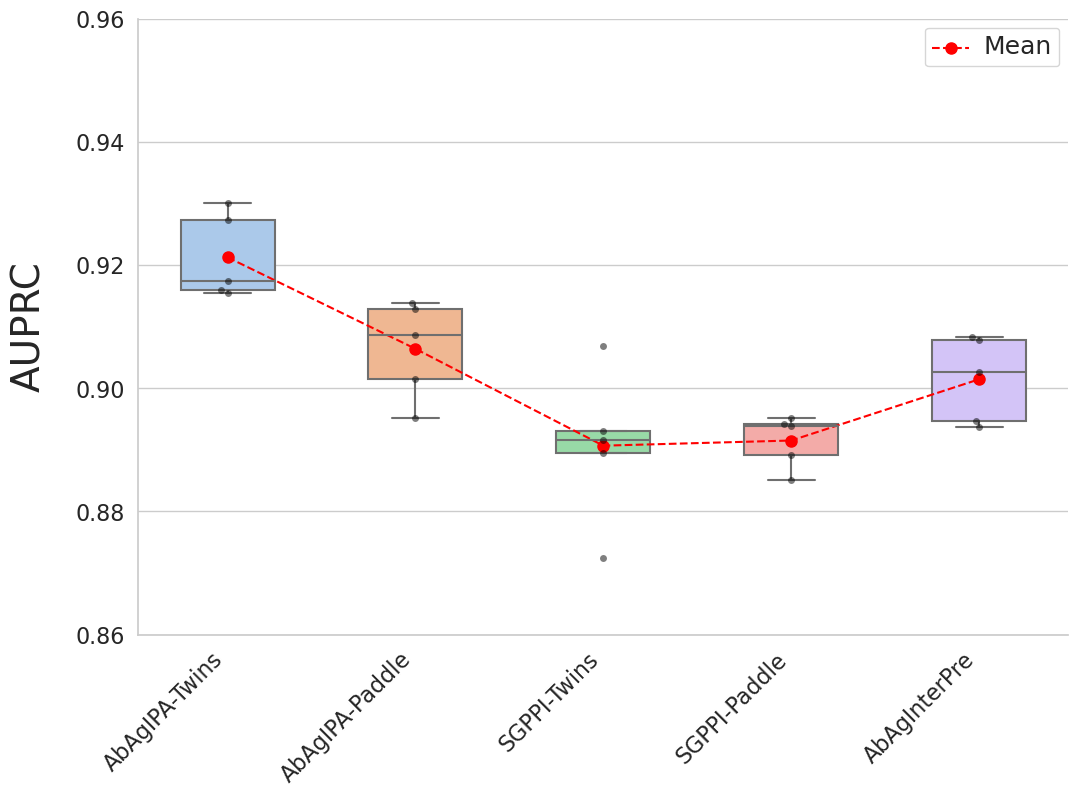 0.96
Mean
0.94
0.92
0.90
0.88
0.86
AUPRC
AbAgIPA-Twins
AbAgIPA-Paddle
SGPPI-Twins
SGPPI-Paddle
AbAgInterPre